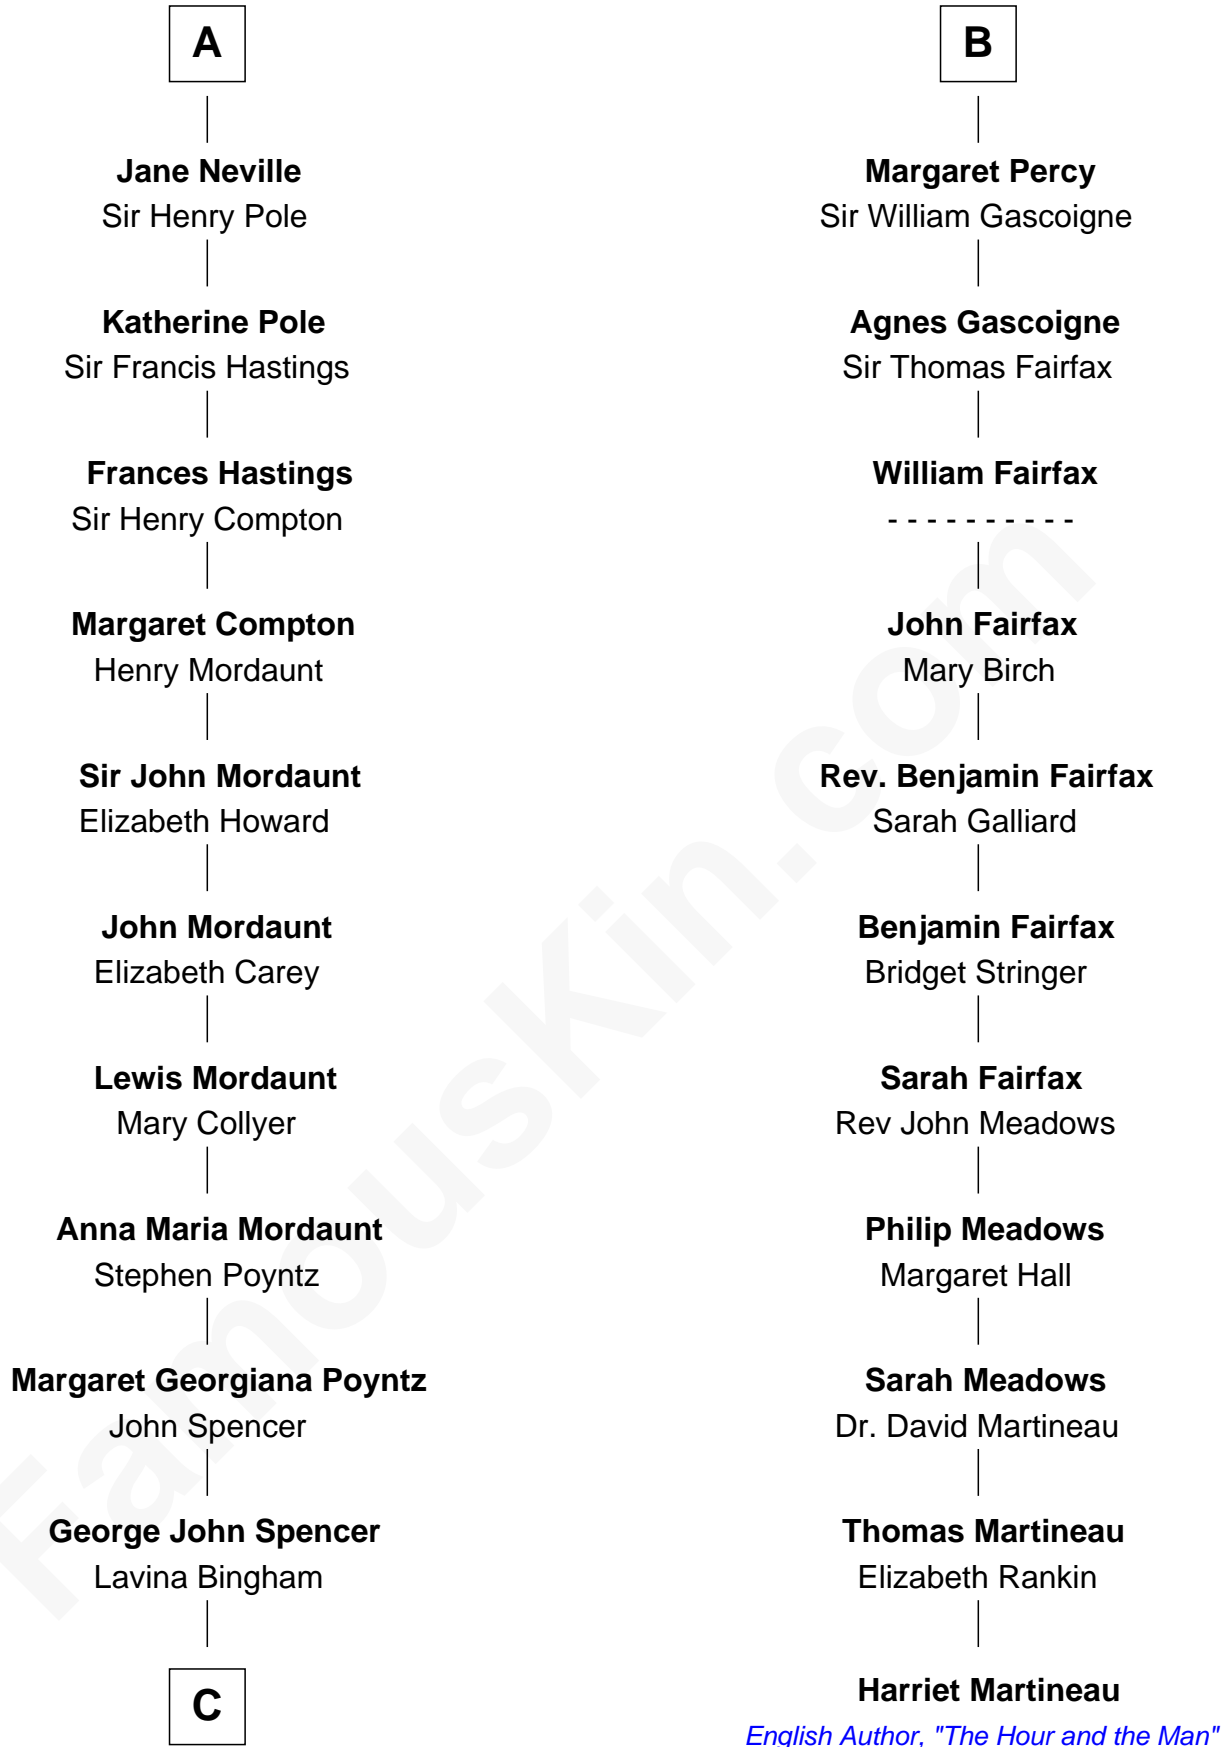 A
Jane Neville
Sir Henry Pole
Katherine Pole
Sir Francis Hastings
Frances Hastings
Sir Henry Compton
Margaret Compton
Henry Mordaunt
Sir John Mordaunt
Elizabeth Howard
John Mordaunt
Elizabeth Carey
Lewis Mordaunt
Mary Collyer
Anna Maria Mordaunt
Stephen Poyntz
Margaret Georgiana Poyntz
John Spencer
George John Spencer
Lavina Bingham
C
B
Margaret Percy
Sir William Gascoigne
Agnes Gascoigne
Sir Thomas Fairfax
William Fairfax
- - - - - - - - - -
John Fairfax
Mary Birch
Rev. Benjamin Fairfax
Sarah Galliard
Benjamin Fairfax
Bridget Stringer
Sarah Fairfax
Rev John Meadows
Philip Meadows
Margaret Hall
Sarah Meadows
Dr. David Martineau
Thomas Martineau
Elizabeth Rankin
Harriet Martineau
English Author, "The Hour and the Man"
FamousKin.com